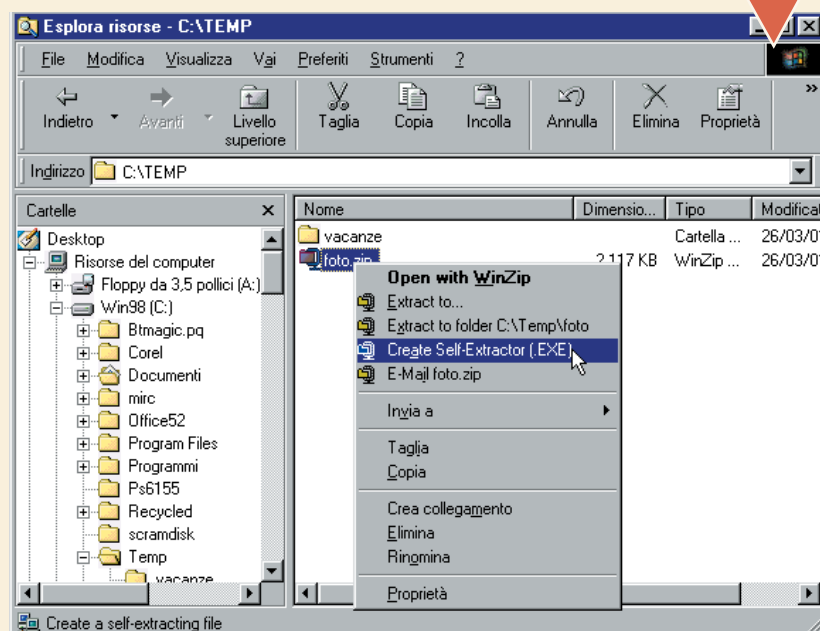 Esplora risorse - C:\TEMP
File Modifica Visualizza Vai Preferiti Strumenti ?
Indietro Avanti Livello superiore Taglia Copia Incolla Annulla Elimina Proprietà »
Indirizzo C:\TEMP
Cartelle
Desktop
Risorse del computer
Floppy da 3,5 pollici (A:)
Win98 (C:)
Btmagic.pq
Corel
Documenti
mirc
Office52
Program Files
Programmi
Ps6155
Recycled
scramdisk
Temp
vacanze
Nome Dimensio... Tipo Modificat
vacanze Cartella ... 26/03/0
foto.zip 2.117 KB WinZip ... 26/03/0
Open with WinZip
Extract to...
Extract to folder C:\Temp\foto
Create Self-Extractor (.EXE)
E-Mail foto.zip
Invia a
Taglia
Copia
Crea collegamento
Elimina
Rinomina
Proprietà
Create a self-extracting file